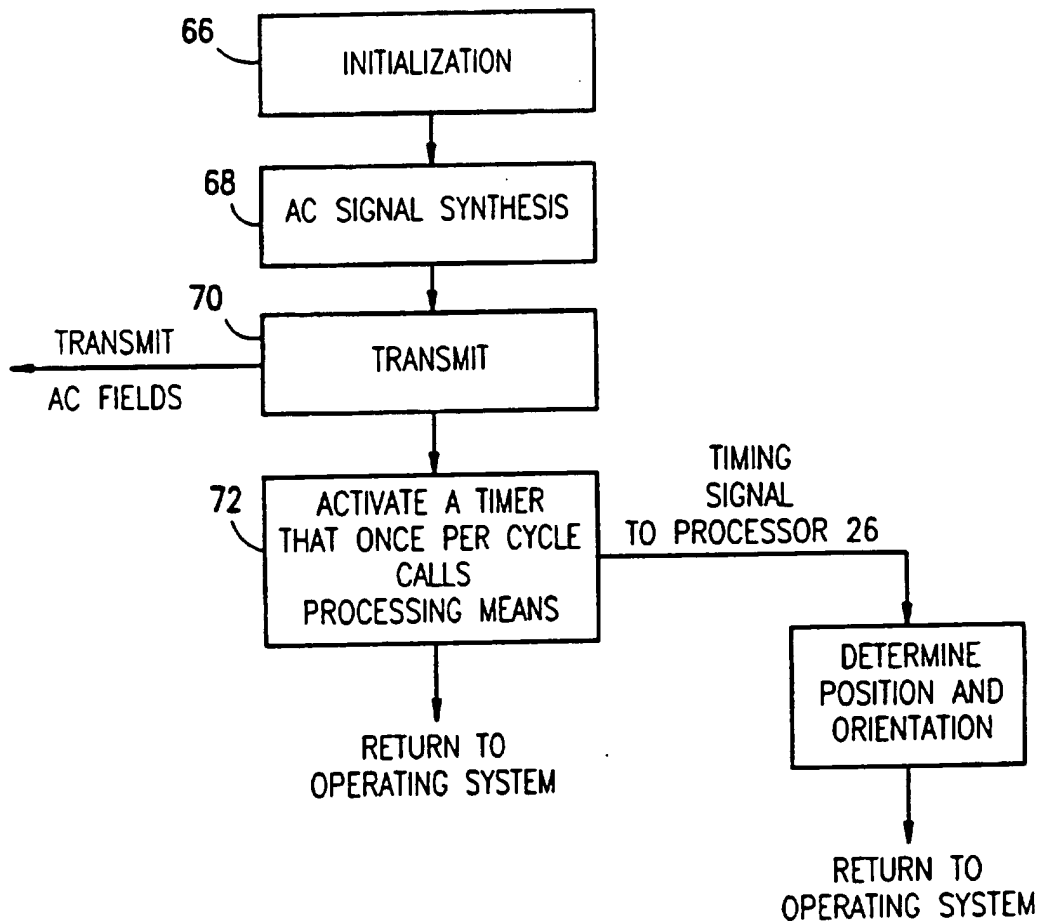 66
INITIALIZATION
68
AC SIGNAL SYNTHESIS
70
TRANSMIT
TRANSMIT
AC FIELDS
72
ACTIVATE A TIMER
THAT ONCE PER CYCLE
CALLS
PROCESSING MEANS
TIMING
SIGNAL
TO PROCESSOR 26
DETERMINE
POSITION AND
ORIENTATION
RETURN TO
OPERATING SYSTEM
RETURN TO
OPERATING SYSTEM